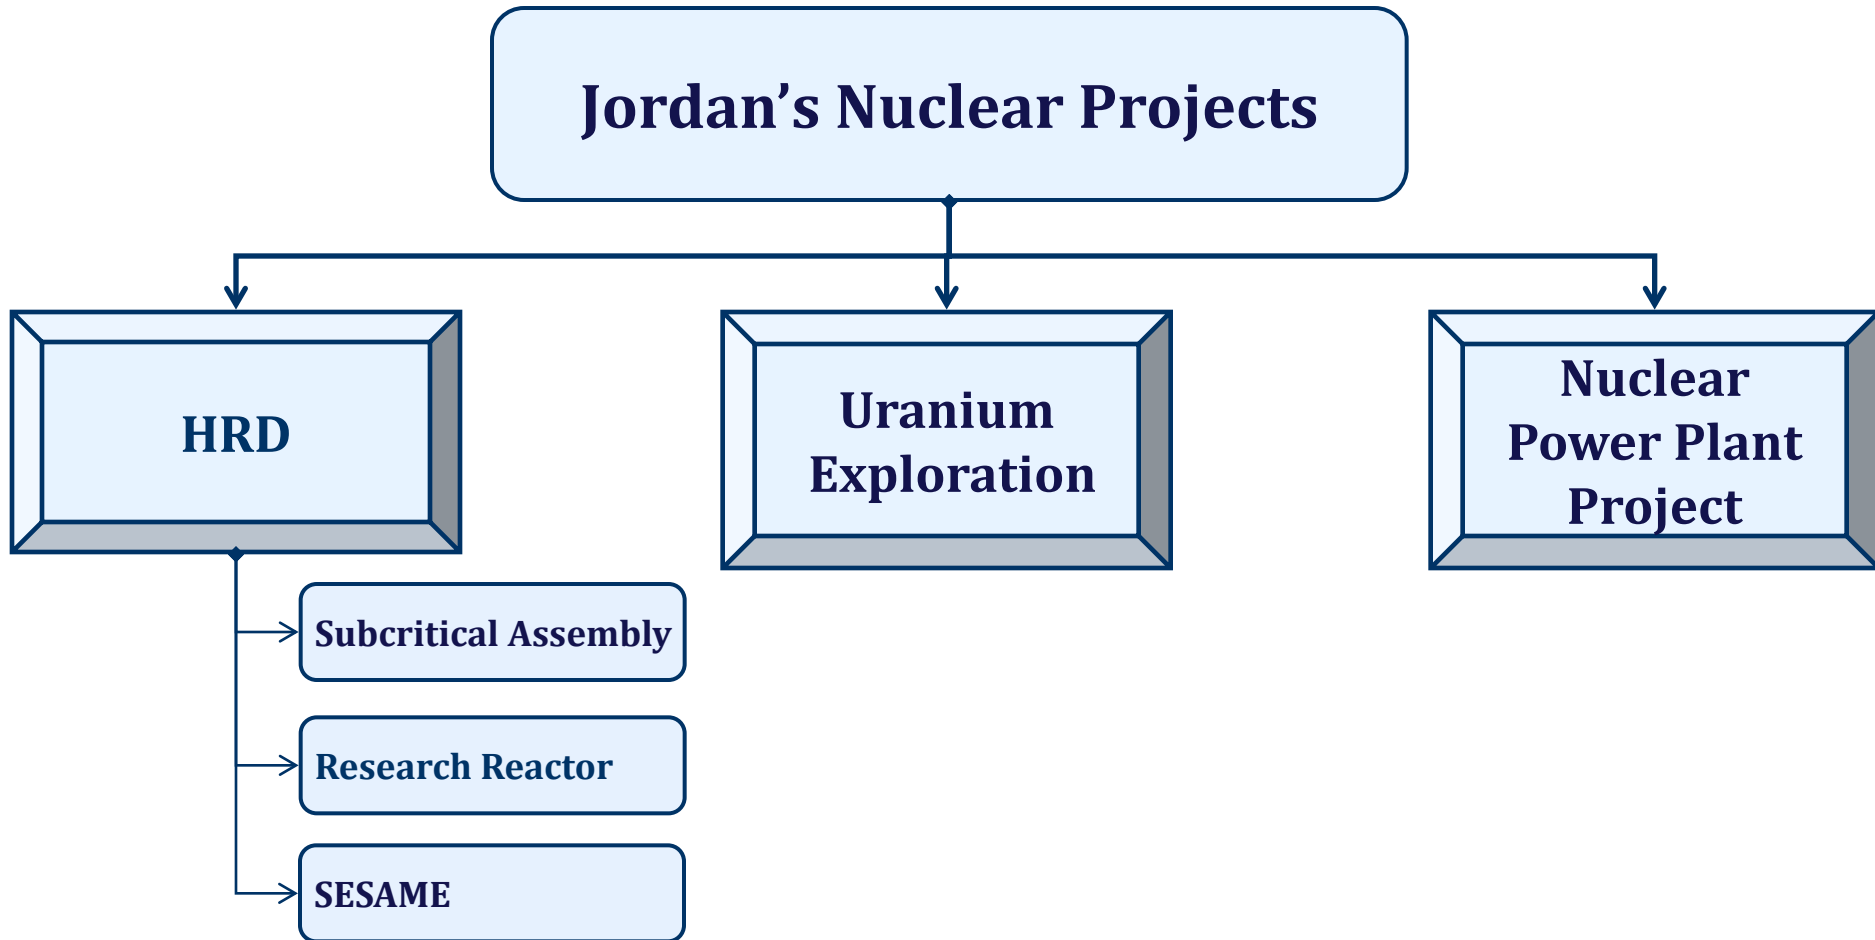 Jordan’s Nuclear Projects
HRD
Uranium
Exploration
Nuclear
Power Plant
Project
Subcritical Assembly
Research Reactor
SESAME